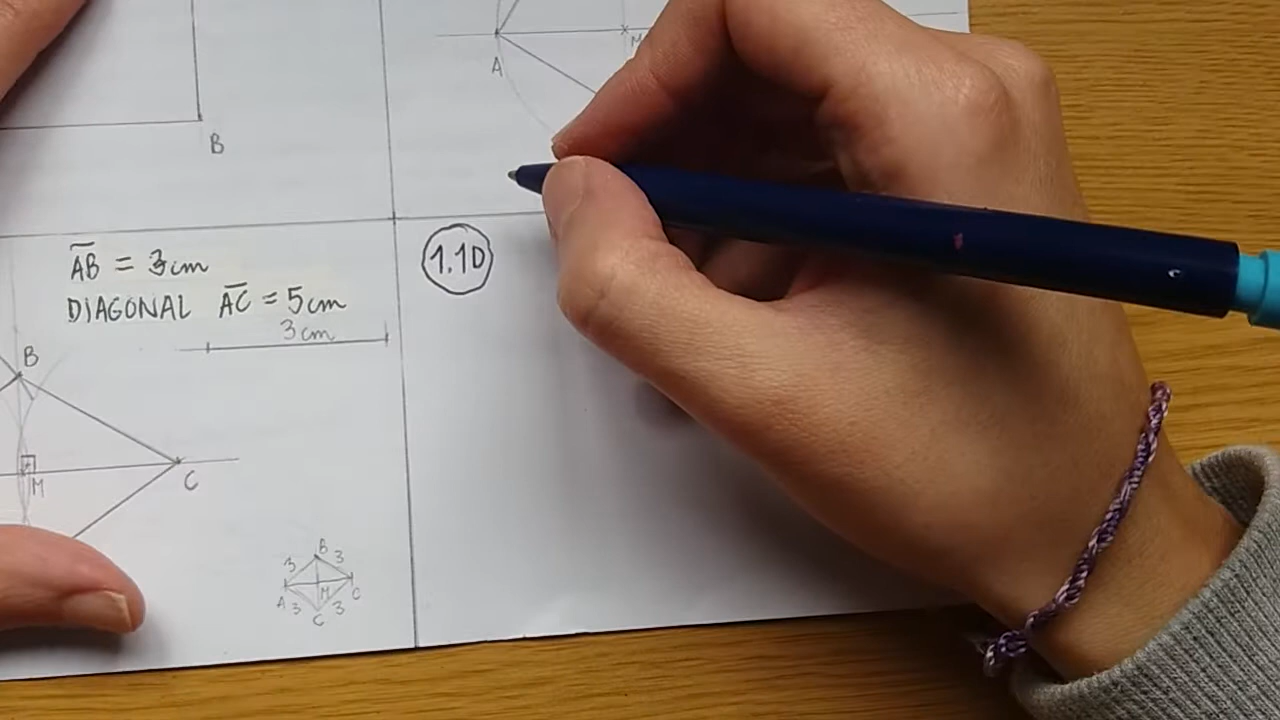 A
M
B
AB = 3cm
DIAGONAL AC = 5cm
3cm
1.10
B
M
C
B
3 3
A M C
3 3
C